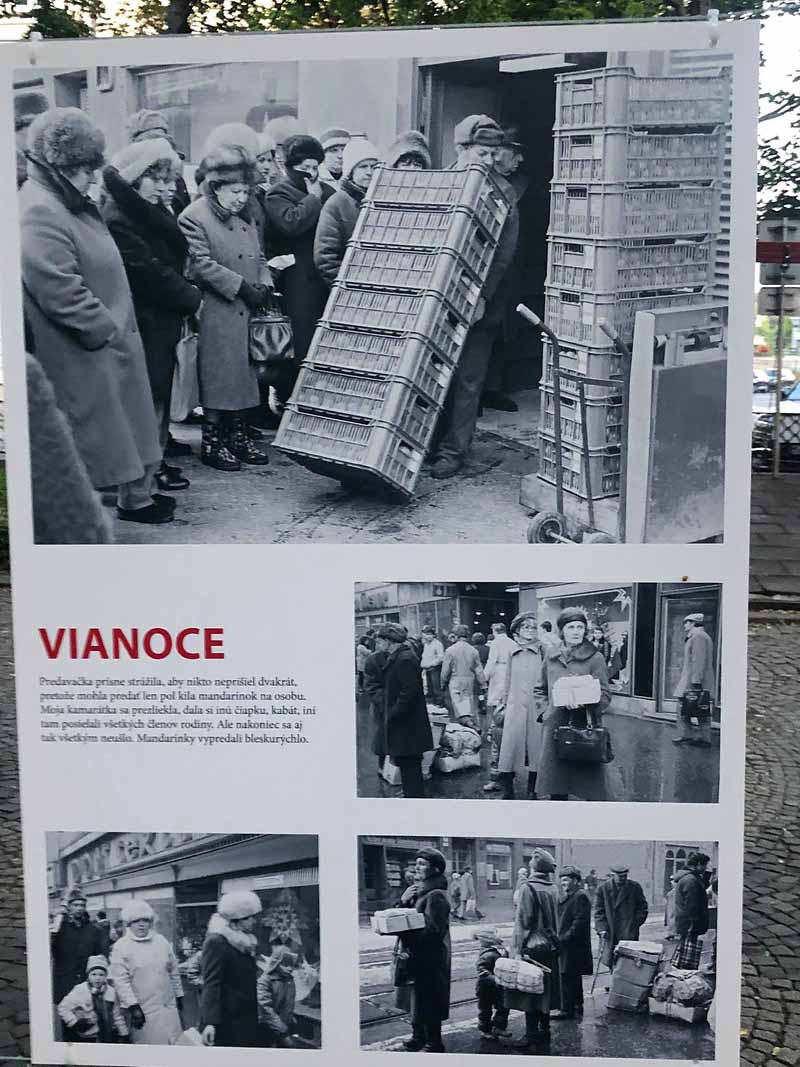 VIANOCE
Predavačka prísne strážila, aby nikto neprišiel dvakrát,
pretože mohla predať len pol kila mandarínok na osobu.
Moja kamarátka sa prezliekla, dala si inú čiapku, kabát, iní
tam posielali všetkých členov rodiny. Ale nakoniec sa aj
tak všetkým neušlo. Mandarínky vypredali bleskurýchlo.